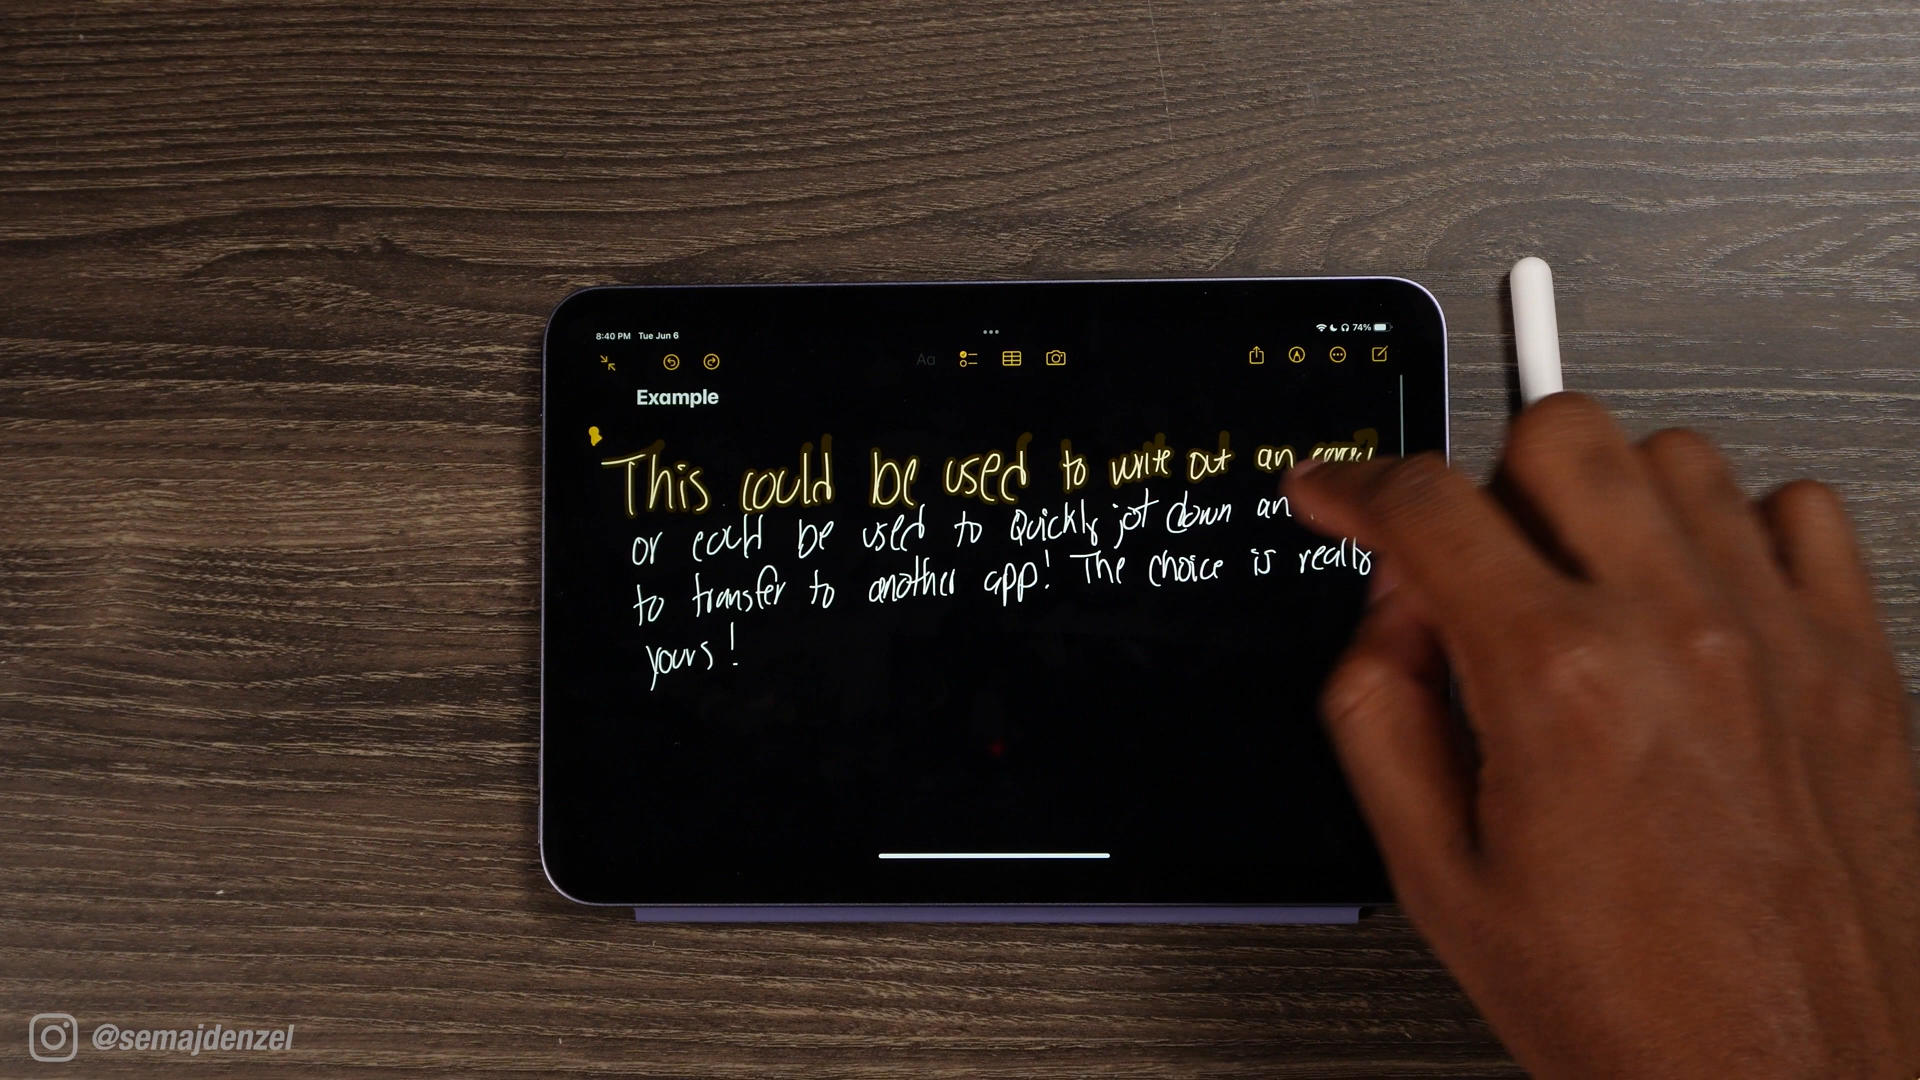 8:40 PM Tue Jun 6
74%
Aa
Example
This could be used to write out an
or could be used to Quickly jot down an
to transfer to another app! The choice is really
yours!
@semajdenzel